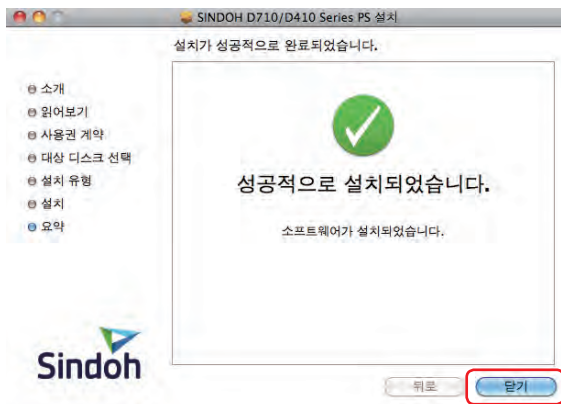 SINDOH D710/D410 Series PS 설치
설치가 성공적으로 완료되었습니다.
소개
읽어보기
사용권 계약
대상 디스크 선택
설치 유형
설치
요약
성공적으로 설치되었습니다.
소프트웨어가 설치되었습니다.
Sindoh
뒤로
닫기